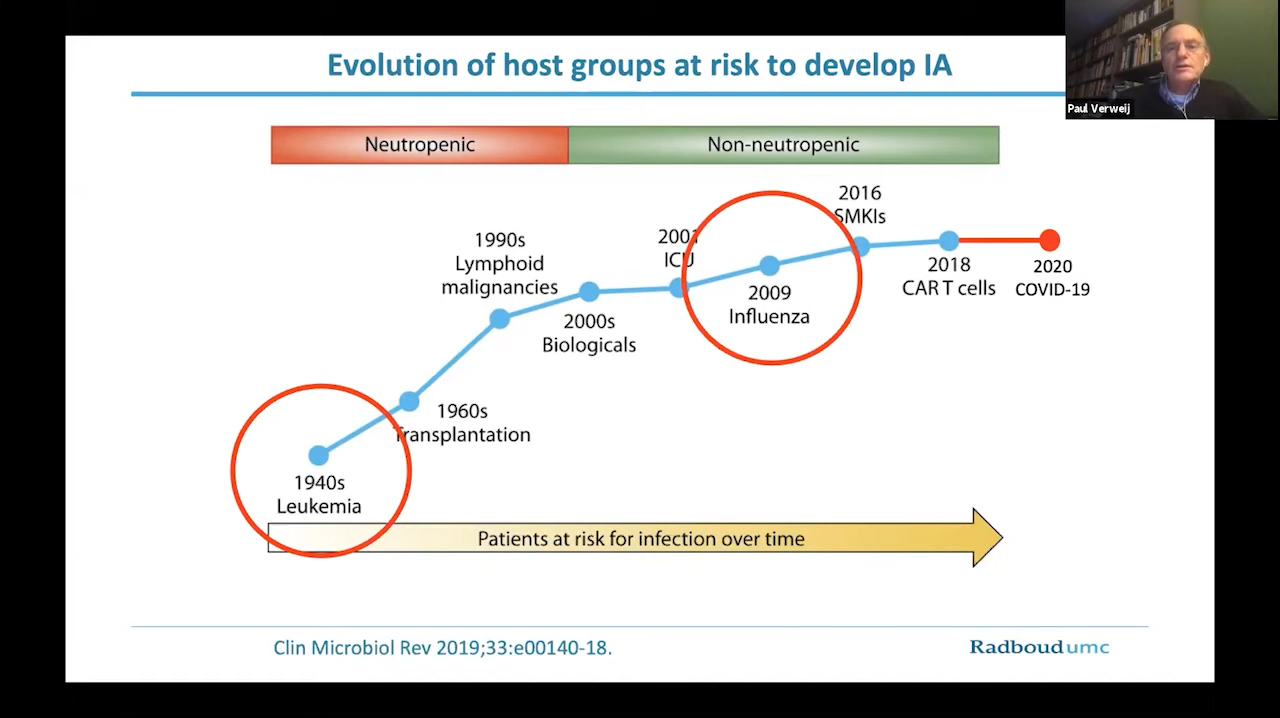 Evolution of host groups at risk to develop IA
Paul Verweij
Neutropenic
Non-neutropenic
2016
SMKIs
1990s
Lymphoid
malignancies
2001
ICU
2018
CAR T cells
2020
COVID-19
2009
Influenza
2000s
Biologicals
1960s
Transplantation
1940s
Leukemia
Patients at risk for infection over time
Clin Microbiol Rev 2019;33:e00140-18.
Radboudumc